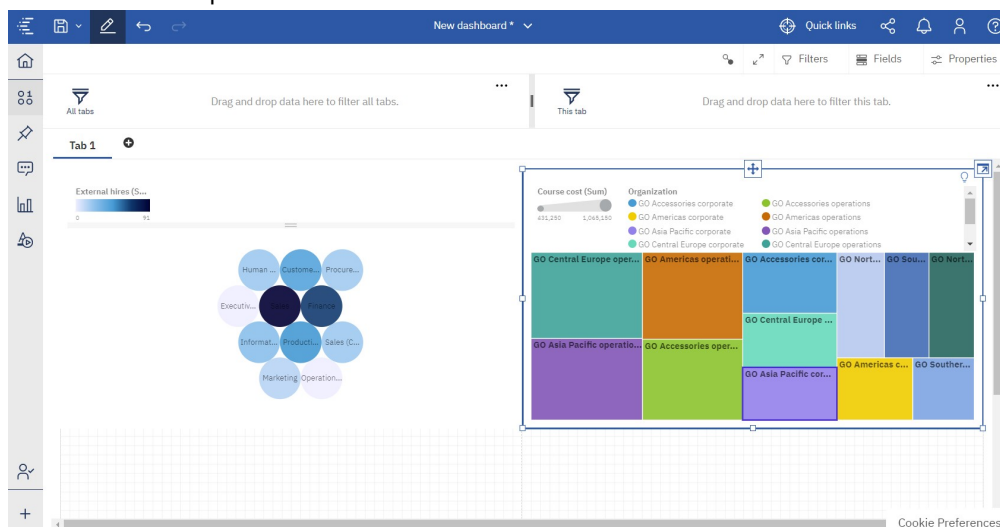 New dashboard *
Quick links
Filters
Fields
Properties
All tabs
Drag and drop data here to filter all tabs.
This tab
Drag and drop data here to filter this tab.
Tab 1
External hires (S...
0 91
Human ... Custome... Procure...
Executiv... Finance
Informat... Producti... Sales (C...
Marketing Operation...
Course cost (Sum)
431,250 1,065,150
Organization
GO Accessories corporate GO Accessories operations
GO Americas corporate GO Americas operations
GO Asia Pacific corporate GO Asia Pacific operations
GO Central Europe corporate GO Central Europe operations
GO Central Europe oper... GO Americas operati... GO Accessories cor... GO Nort... GO Sou... GO Nort...
GO Central Europe ...
GO Asia Pacific operatio... GO Accessories oper...
GO Americas c... GO Souther...
GO Asia Pacific cor...
Cookie Preferences